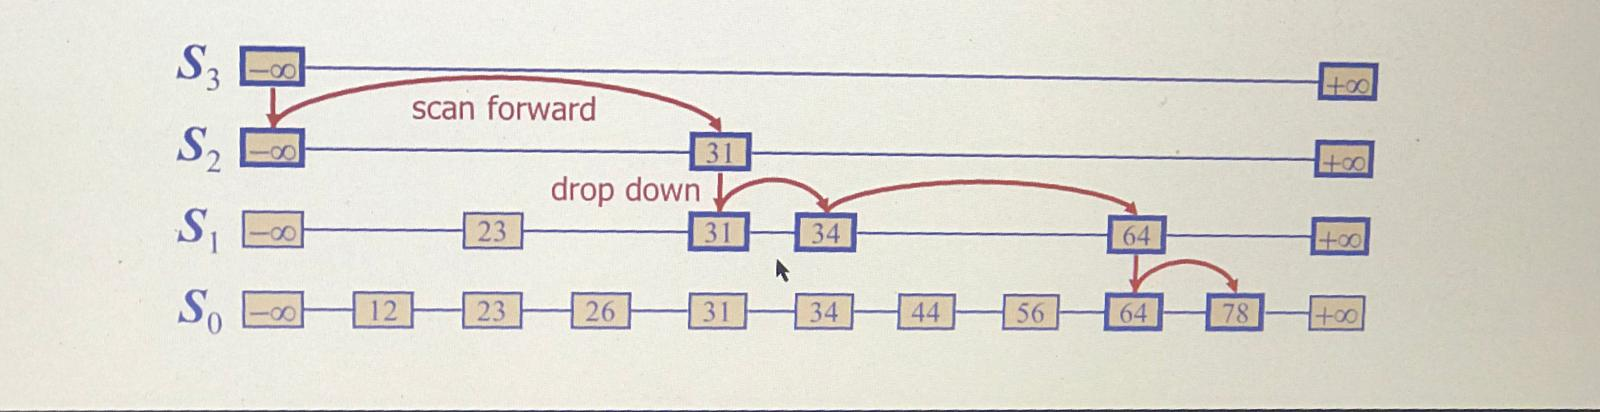 S3 −∞ +∞
scan forward
S2 −∞ 31 +∞
drop down
S1 −∞ 23 31 34 64 +∞
S0 −∞ 12 23 26 31 34 44 56 64 78 +∞